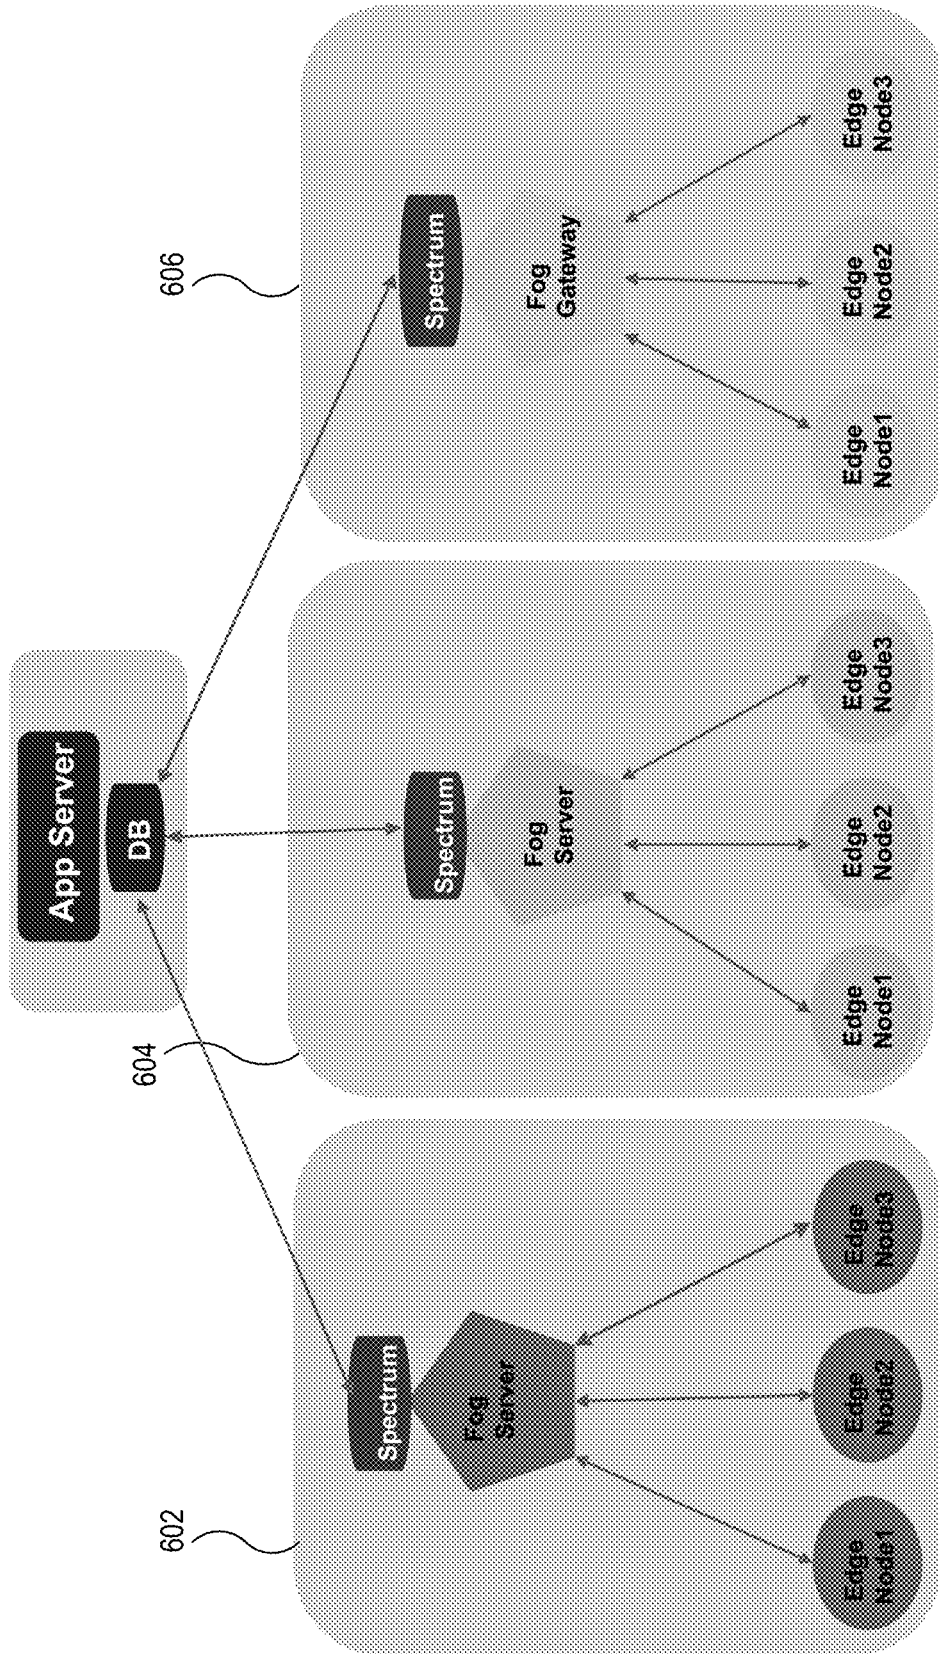 App Server
DB
602
604
606
Spectrum
Fog
Server
Edge
Node1
Edge
Node2
Edge
Node3
Spectrum
Fog
Server
Edge
Node1
Edge
Node2
Edge
Node3
Spectrum
Fog
Gateway
Edge
Node1
Edge
Node2
Edge
Node3